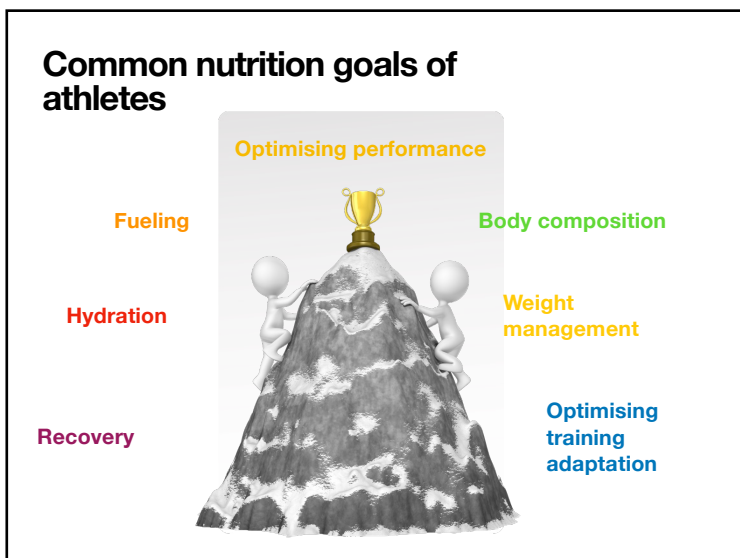 Common nutrition goals of
athletes
Optimising performance
Fueling
Body composition
Hydration
Weight
management
Recovery
Optimising
training
adaptation